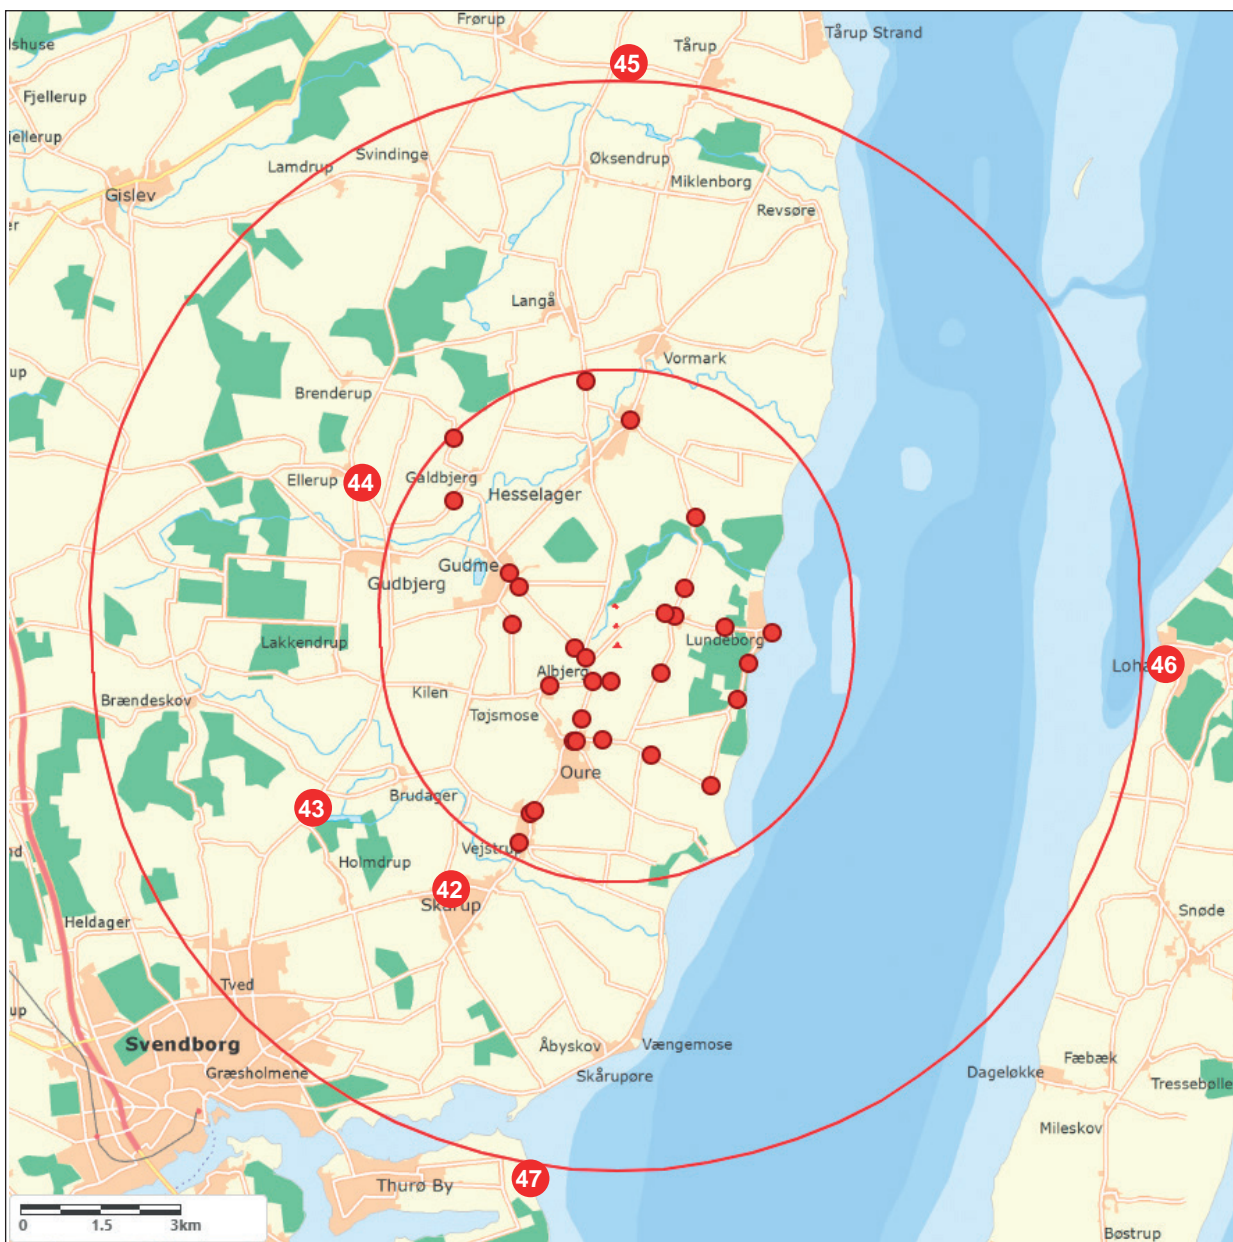 Frørup
Tårup Strand
45
Tårup
lshuse
Fjellerup
jellerup
Svindinge
Lamdrup
Øksendrup
Miklenborg
Gislev
Revsøre
er
Langå
Vormark
up
Brenderup
Ellerup
44
Galdbjerg
Hesselager
Gudme
Gudbjerg
Lakkendrup
Lundeborg
Loha
46
Albjerg
Kilen
Brændeskov
Tøjsmose
Oure
Brudager
43
Vejstrup
Holmdrup
42
Skårup
Heldager
Snøde
Tved
up
Svendborg
Græsholmene
Åbyskov
Vængemose
Skårupøre
Dageløkke
Fæbæk
Tressebølle
Mileskov
47
Thurø By
0 1.5 3km
Bøstrup